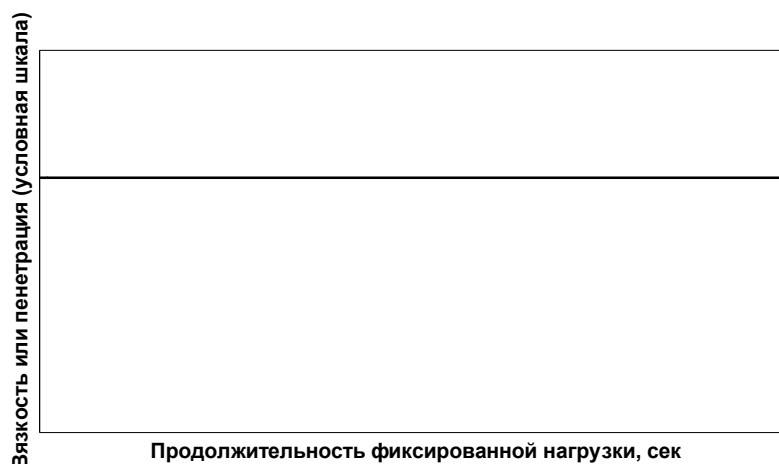 Вязкость или пенетрация (условная шкала)
Продолжительность фиксированной нагрузки, сек